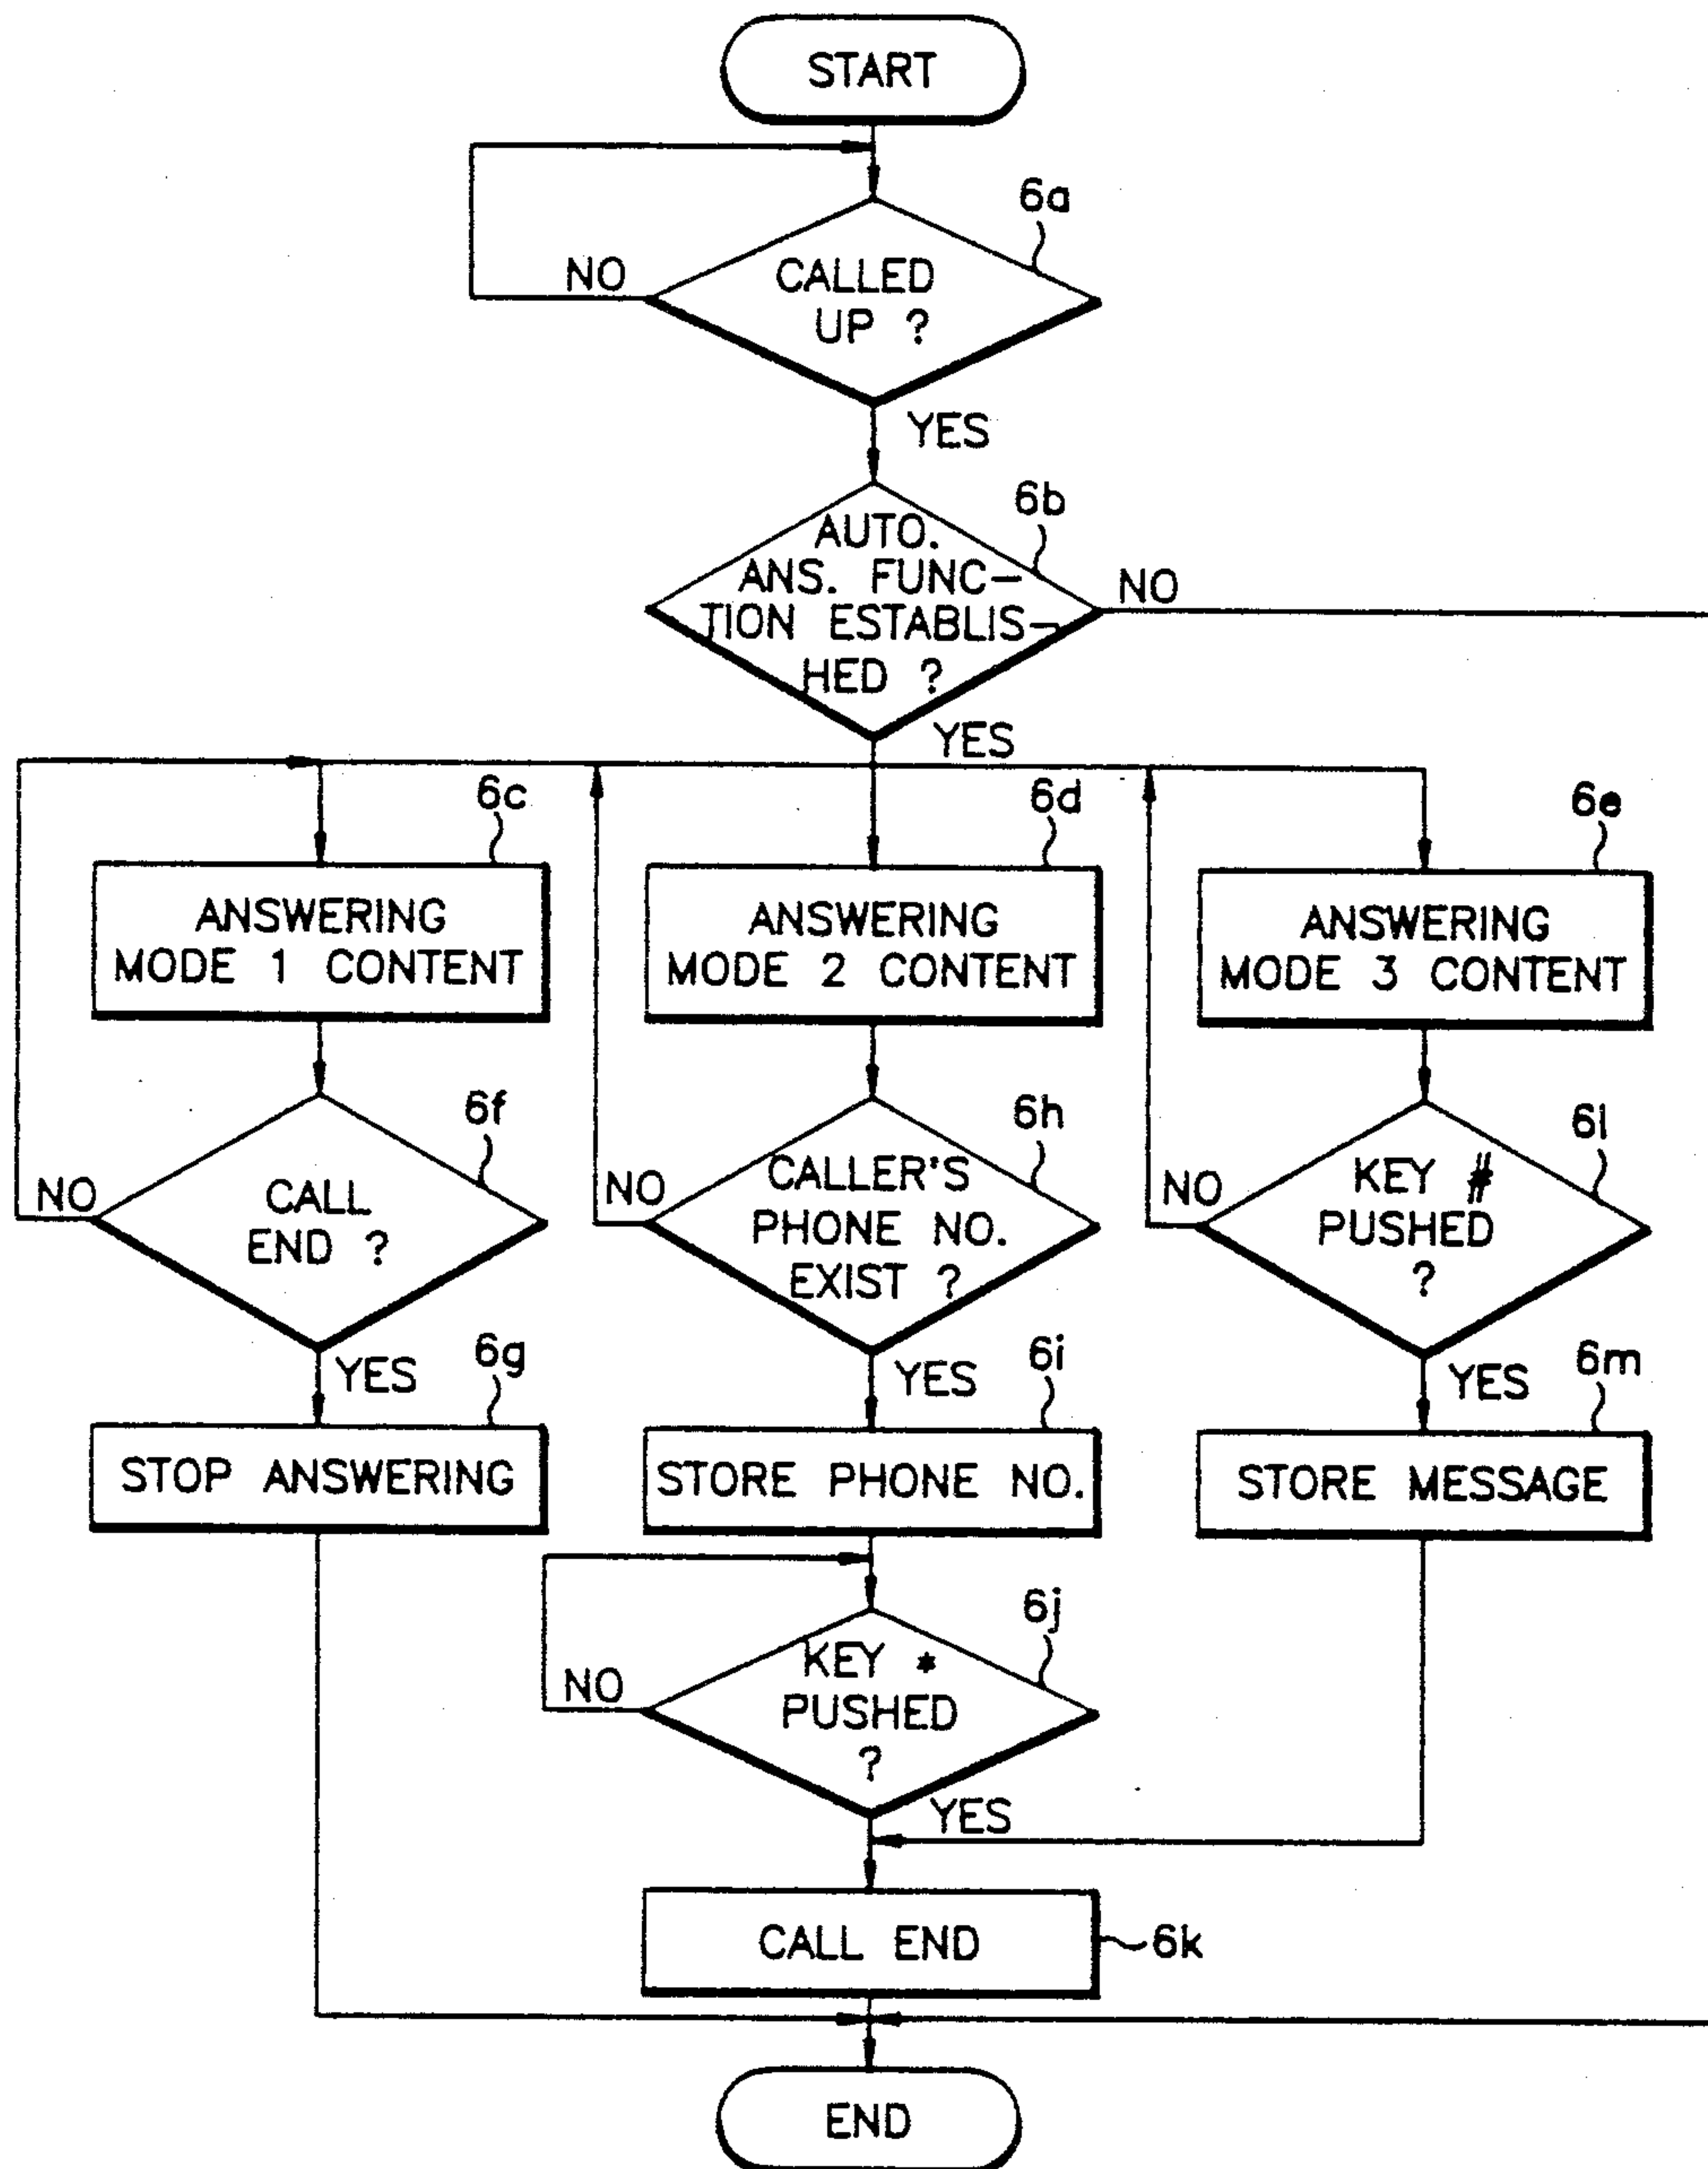 START
6a
NO
CALLED
UP ?
YES
6b
AUTO.
ANS. FUNC-
TION ESTABLIS-
HED ?
NO
YES
6c
6d
6e
ANSWERING
MODE 1 CONTENT
ANSWERING
MODE 2 CONTENT
ANSWERING
MODE 3 CONTENT
6f
6h
6l
NO
CALL
END ?
NO
CALLER'S
PHONE NO.
EXIST ?
NO
KEY #
PUSHED
?
YES
6g
YES
6i
YES
6m
STOP ANSWERING
STORE PHONE NO.
STORE MESSAGE
6j
NO
KEY *
PUSHED
?
YES
CALL END
6k
END